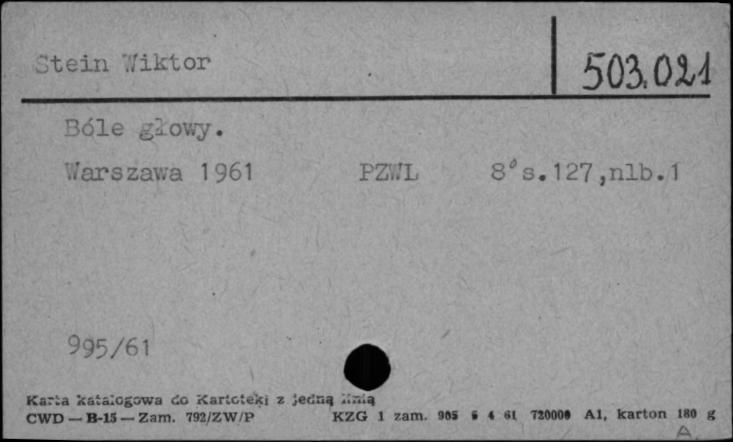 Stein Wiktor 503.021
Bóle głowy.
Warszawa 1961 PZWL 8° s.127,nlb.1
995/61
Karta katalogowa do Kartoteki z jedną linią
CWD — B-15 — Zam. 792/ZW/P KZG 1 zam. 905 6 4 61 720000 A1, karton 180 g
A